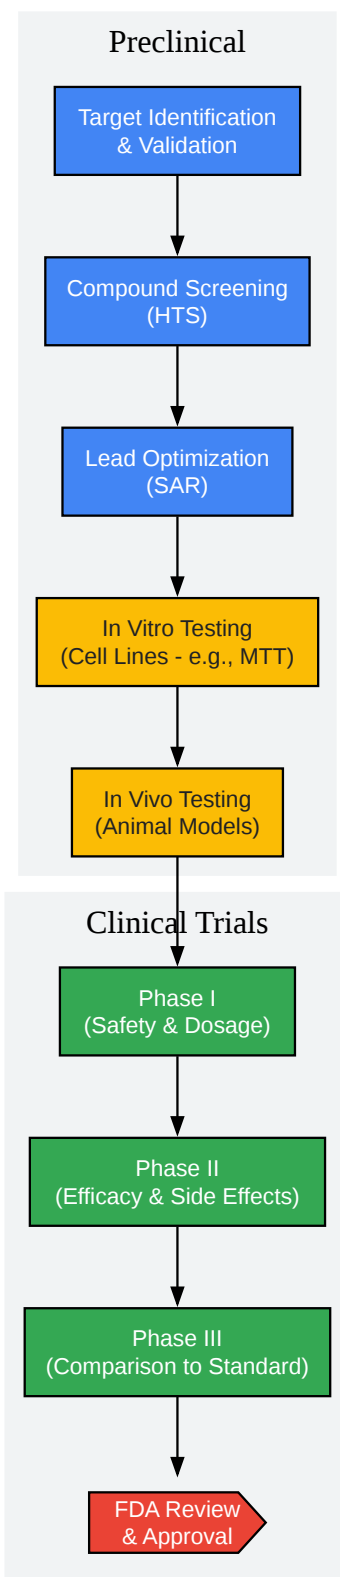 Preclinical
Target Identification
& Validation
Compound Screening
(HTS)
Lead Optimization
(SAR)
In Vitro Testing
(Cell Lines - e.g., MTT)
In Vivo Testing
(Animal Models)
Clinical Trials
Phase I
(Safety & Dosage)
Phase II
(Efficacy & Side Effects)
Phase III
(Comparison to Standard)
FDA Review
& Approval